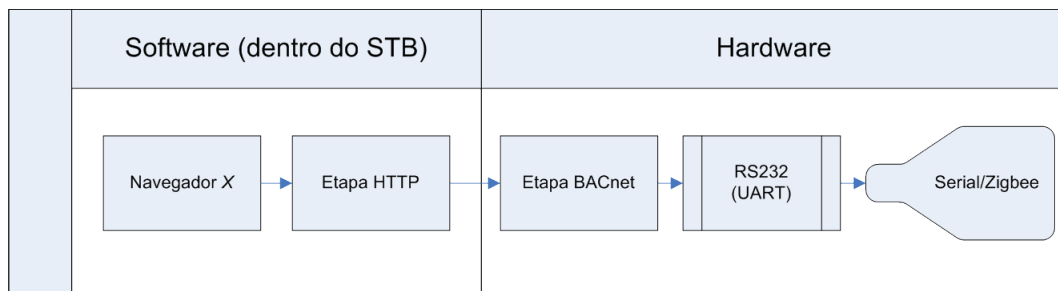 Software (dentro do STB)
Hardware
Navegador X
Etapa HTTP
Etapa BACnet
RS232
(UART)
Serial/Zigbee